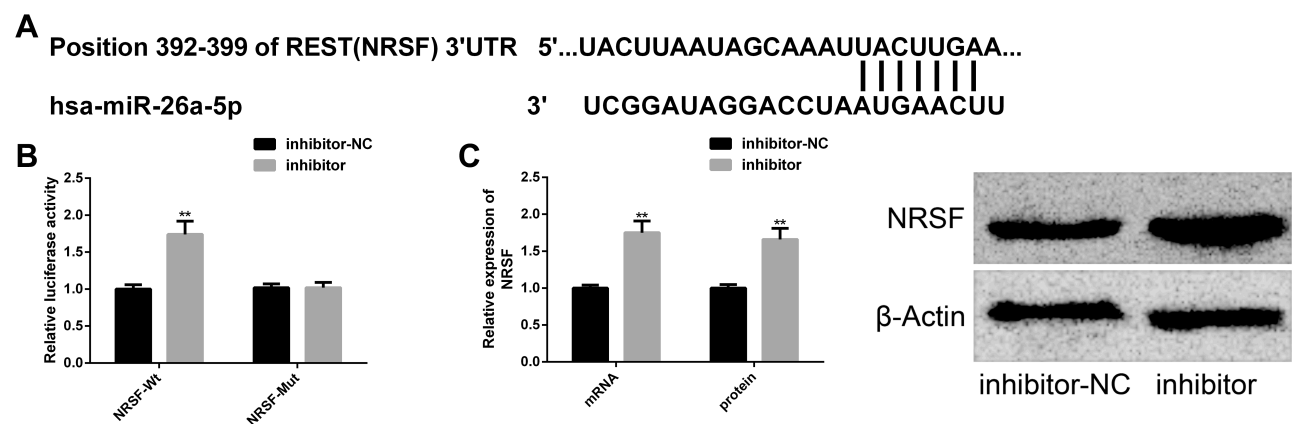 A
Position 392-399 of REST(NRSF) 3'UTR 5'...UACUUAAUAGCAAAUUACUUGAA...
hsa-miR-26a-5p 3' UCGGAUAGGACCUAAUGAACUU
B
inhibitor-NC
inhibitor
Relative luciferase activity
2.5
2.0
1.5
1.0
0.5
0.0
**
NRSF-Wt
NRSF-Mut
C
inhibitor-NC
inhibitor
Relative expression of
NRSF
2.5
2.0
1.5
1.0
0.5
0.0
**
**
mRNA
protein
NRSF
β-Actin
inhibitor-NC inhibitor